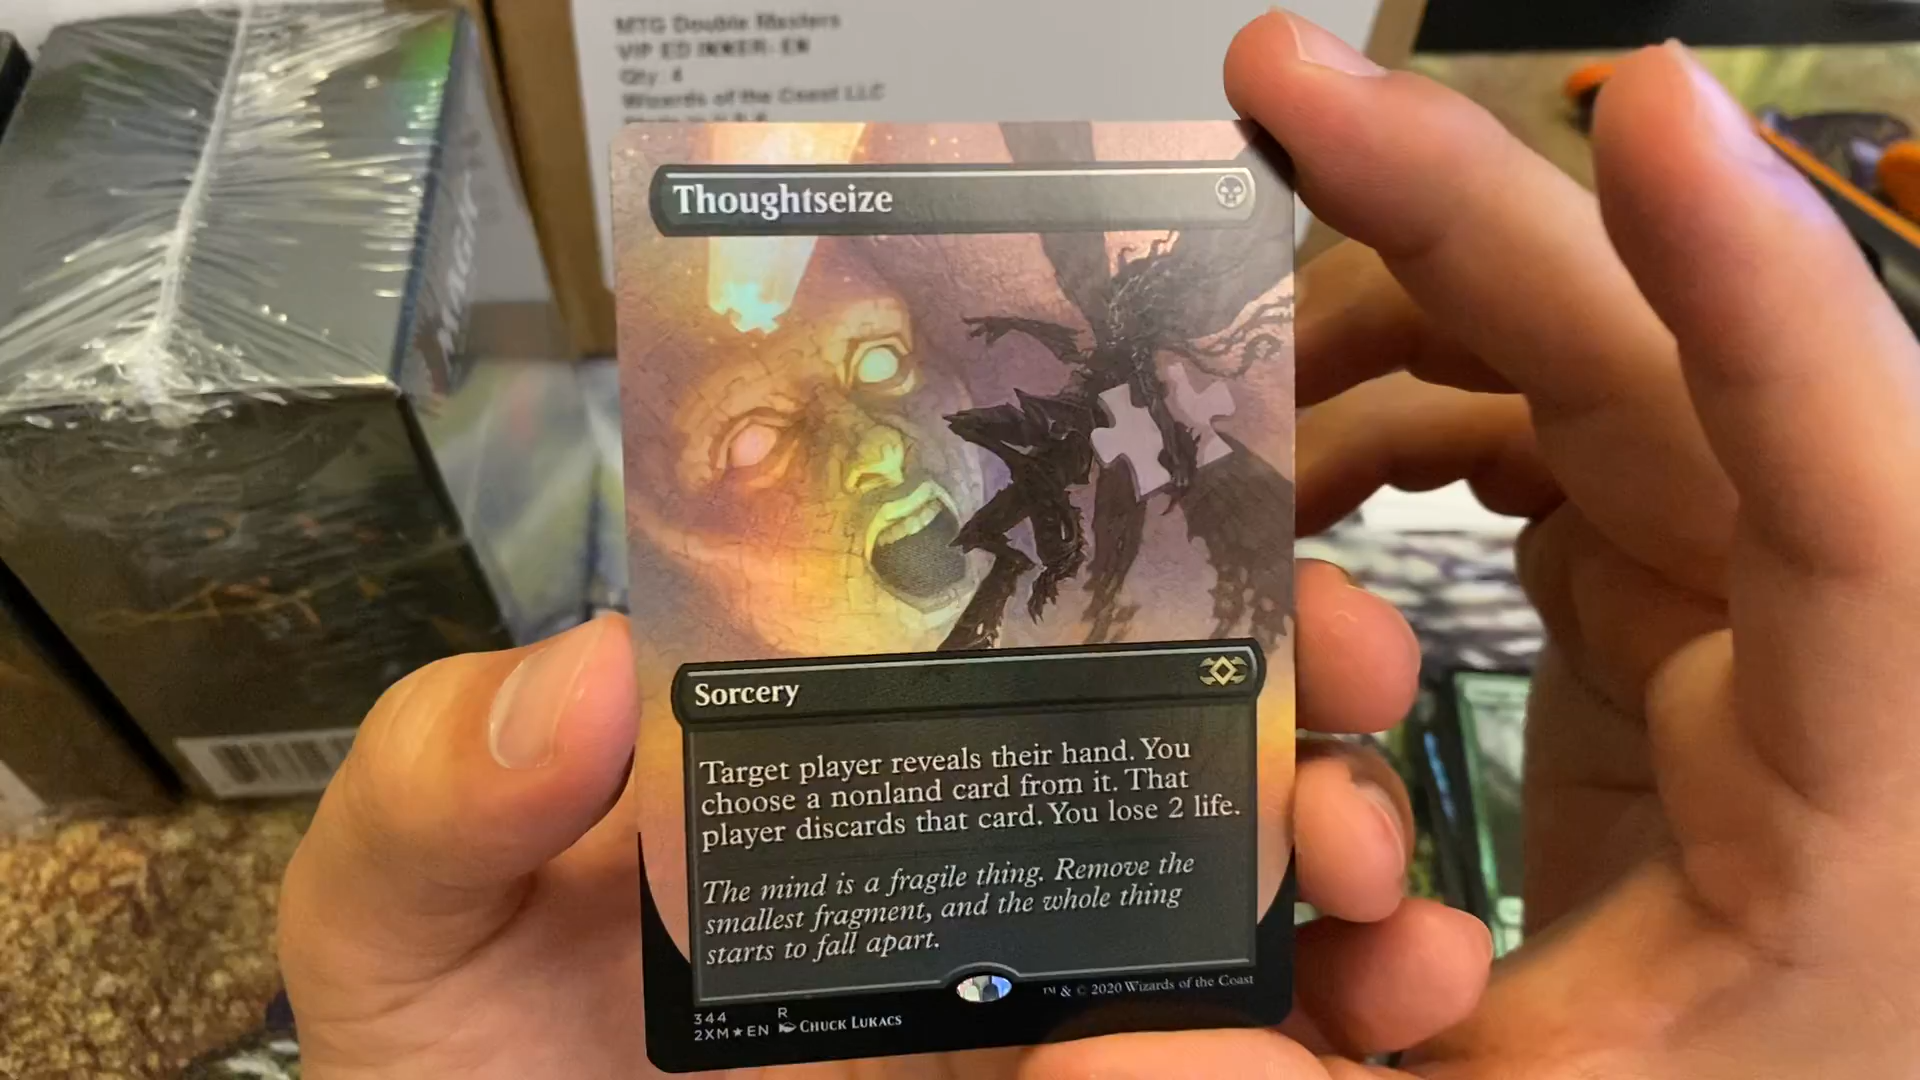 MTG Double Masters
VIP ED INNER: EN
Qty: 4
Wizards of the Coast LLC
MAGIC
Thoughtseize
Sorcery
Target player reveals their hand. You
choose a nonland card from it. That
player discards that card. You lose 2 life.
The mind is a fragile thing. Remove the
smallest fragment, and the whole thing
starts to fall apart.
344 R
2XM★EN Chuck Lukacs
™ & © 2020 Wizards of the Coast